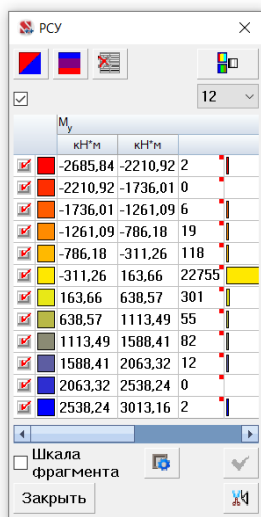 РСУ
12
My
кН*м кН*м
-2685,84 -2210,92 2
-2210,92 -1736,01 0
-1736,01 -1261,09 6
-1261,09 -786,18 19
-786,18 -311,26 118
-311,26 163,66 22755
163,66 638,57 301
638,57 1113,49 55
1113,49 1588,41 82
1588,41 2063,32 12
2063,32 2538,24 0
2538,24 3013,16 2
Шкала
фрагмента
Закрыть